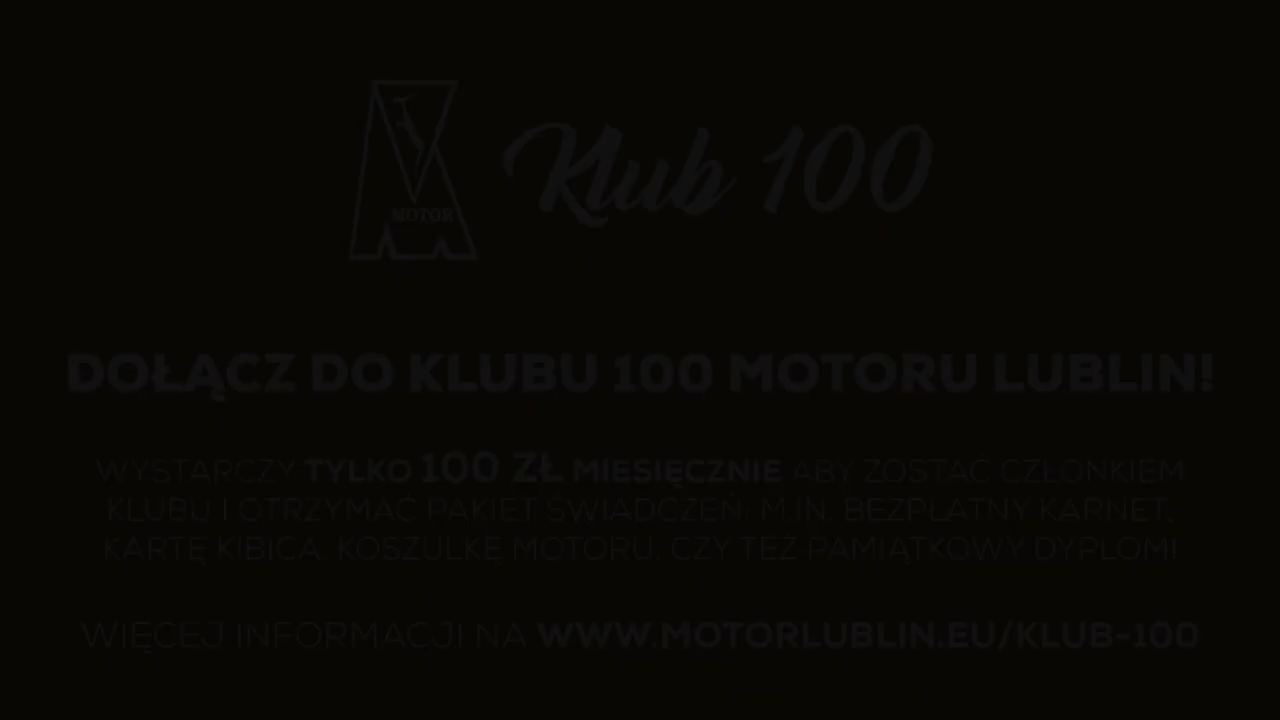 MOTOR
Klub 100
DOŁĄCZ DO KLUBU 100 MOTORU LUBLIN!
WYSTARCZY TYLKO 100 ZŁ MIESIĘCZNIE ABY ZOSTAĆ CZŁONKIEM
KLUBU I OTRZYMAĆ PAKIET ŚWIADCZEŃ: M.IN. BEZPŁATNY KARNET,
KARTĘ KIBICA, KOSZULKĘ MOTORU, CZY TEŻ PAMIĄTKOWY DYPLOM!
WIĘCEJ INFORMACJI NA WWW.MOTORLUBLIN.EU/KLUB-100